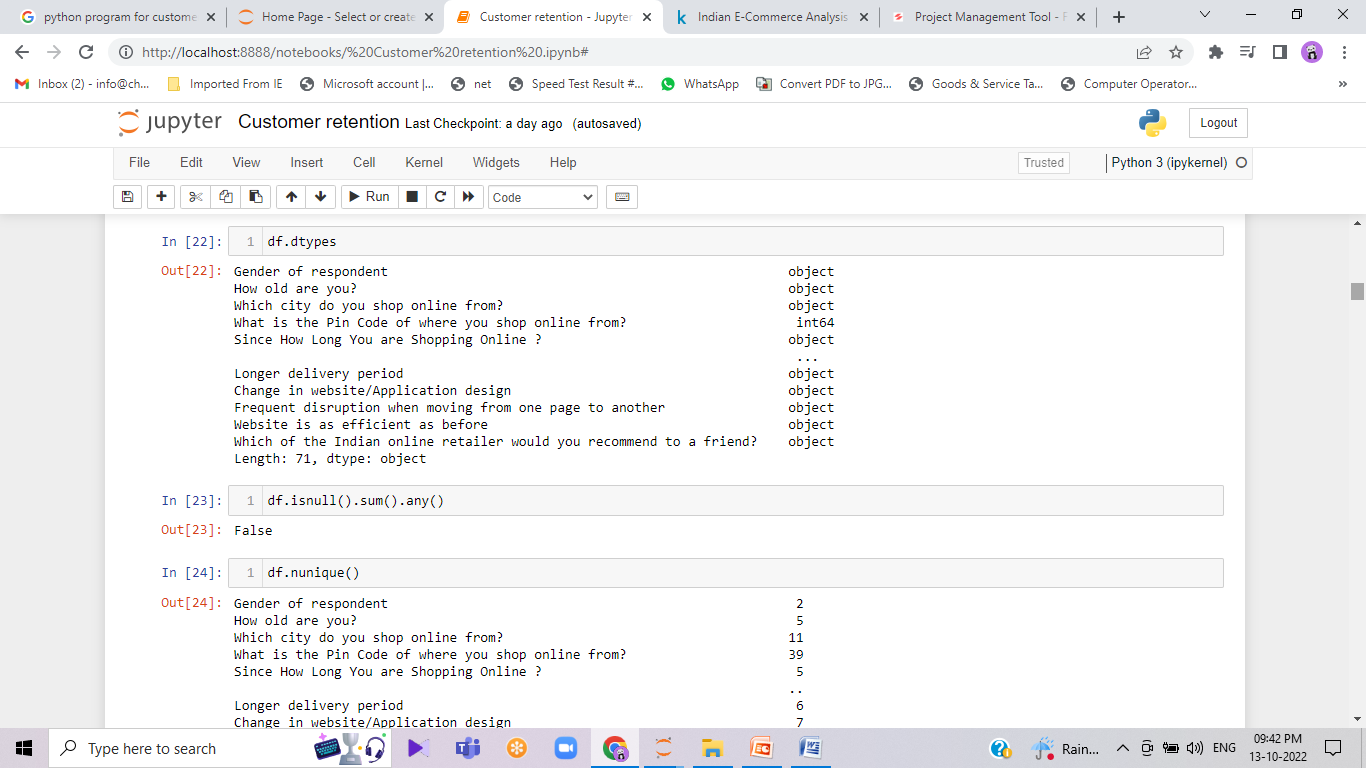 python program for custome
Home Page - Select or create
Customer retention - Jupyter
Indian E-Commerce Analysis
Project Management Tool - F
http://localhost:8888/notebooks/%20Customer%20retention%20.ipynb#
Inbox (2) - info@ch...
Imported From IE
Microsoft account |...
net
Speed Test Result #...
WhatsApp
Convert PDF to JPG...
Goods & Service Ta...
Computer Operator...
»
jupyter Customer retention Last Checkpoint: a day ago (autosaved)
Logout
File Edit View Insert Cell Kernel Widgets Help
Trusted
Python 3 (ipykernel)
Run
Code
In [22]: 1 df.dtypes
Out[22]: Gender of respondent object
How old are you? object
Which city do you shop online from? object
What is the Pin Code of where you shop online from? int64
Since How Long You are Shopping Online ? object
...
Longer delivery period object
Change in website/Application design object
Frequent disruption when moving from one page to another object
Website is as efficient as before object
Which of the Indian online retailer would you recommend to a friend? object
Length: 71, dtype: object
In [23]: 1 df.isnull().sum().any()
Out[23]: False
In [24]: 1 df.nunique()
Out[24]: Gender of respondent 2
How old are you? 5
Which city do you shop online from? 11
What is the Pin Code of where you shop online from? 39
Since How Long You are Shopping Online ? 5
..
Longer delivery period 6
Change in website/Application design 7
Type here to search
Rain...
ENG
09:42 PM
13-10-2022